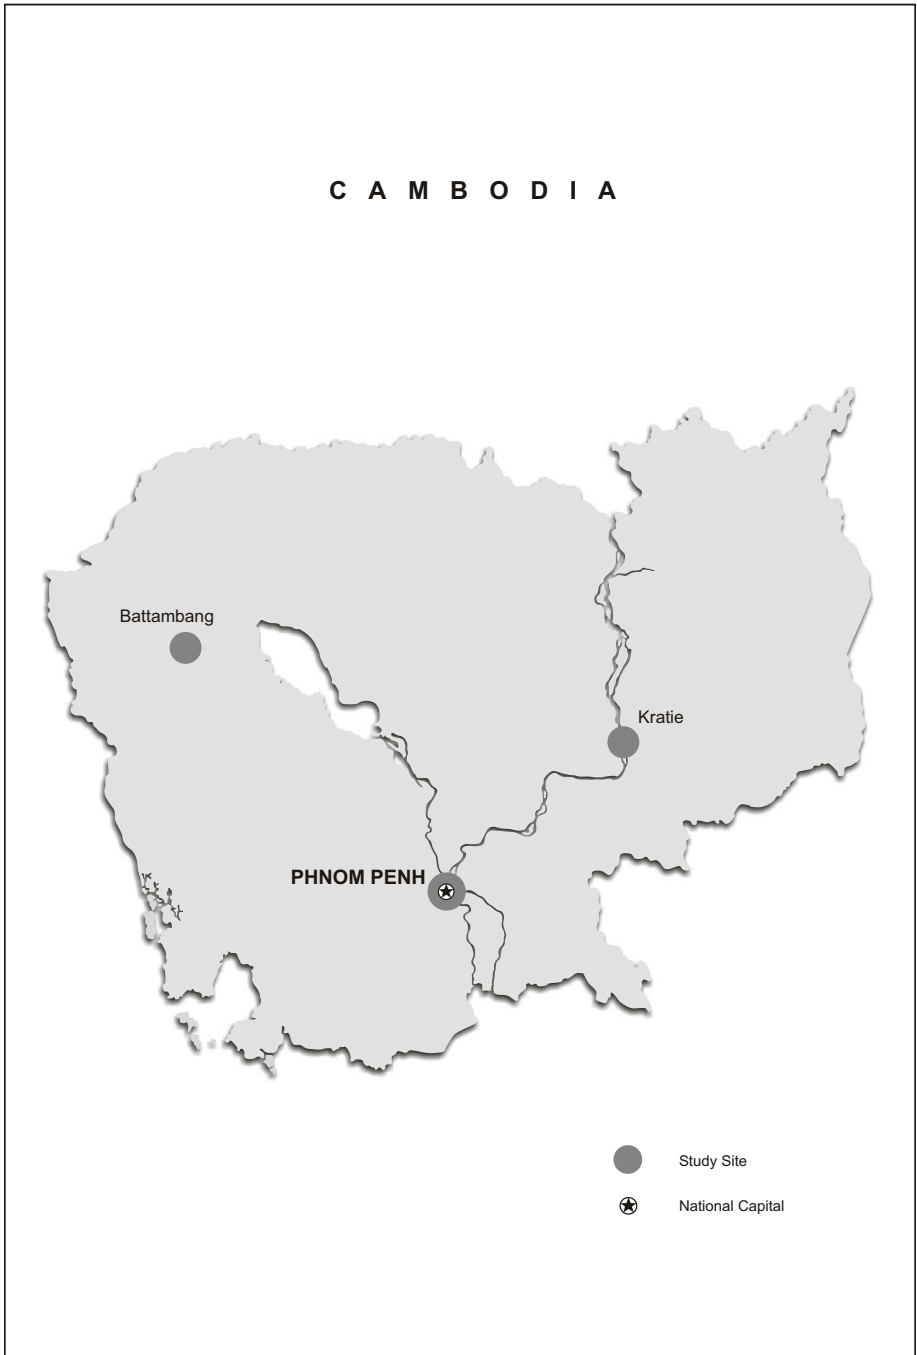 C A M B O D I A
Battambang
Kratie
PHNOM PENH
Study Site
National Capital